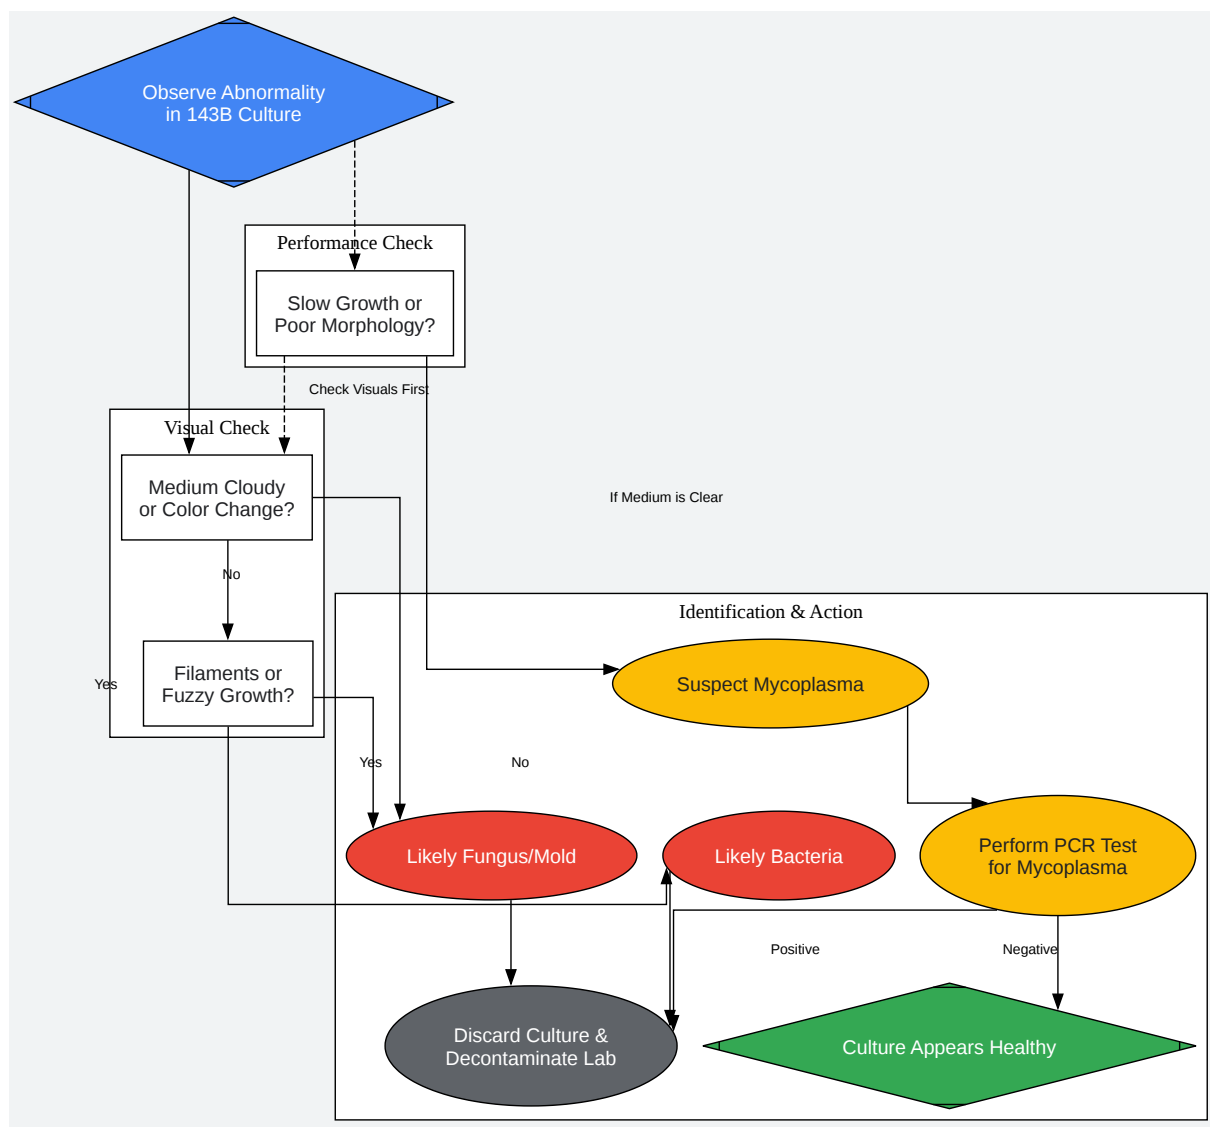 Observe Abnormality
in 143B Culture
Performance Check
Slow Growth or
Poor Morphology?
Check Visuals First
Visual Check
Medium Cloudy
or Color Change?
If Medium is Clear
No
Identification & Action
Filaments or
Fuzzy Growth?
Yes
Suspect Mycoplasma
Yes
No
Likely Fungus/Mold
Likely Bacteria
Perform PCR Test
for Mycoplasma
Positive
Negative
Discard Culture &
Decontaminate Lab
Culture Appears Healthy